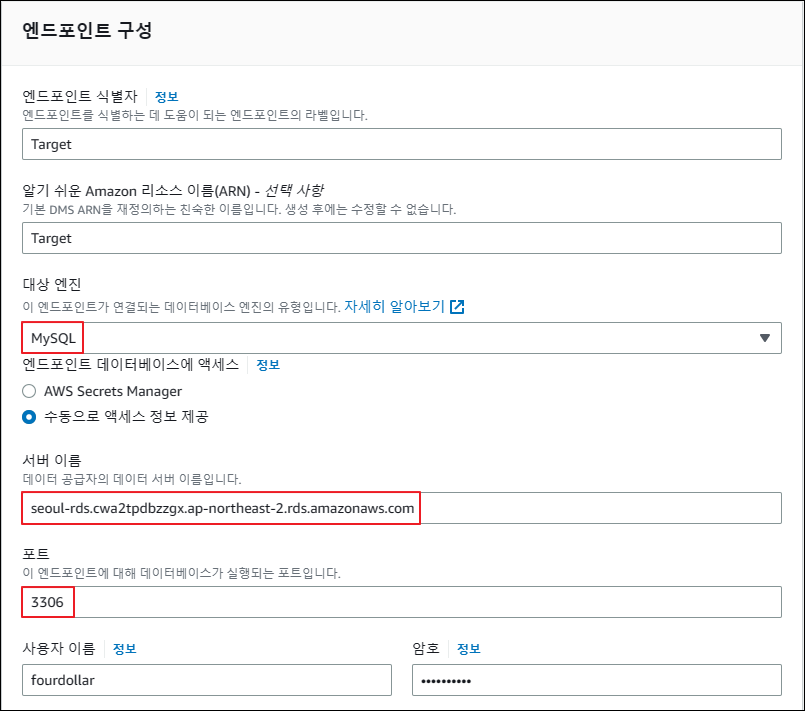 엔드포인트 구성
엔드포인트 식별자 정보
엔드포인트를 식별하는 데 도움이 되는 엔드포인트의 라벨입니다.
Target
알기 쉬운 Amazon 리소스 이름(ARN) - 선택 사항
기본 DMS ARN을 재정의하는 친숙한 이름입니다. 생성 후에는 수정할 수 없습니다.
Target
대상 엔진
이 엔드포인트가 연결되는 데이터베이스 엔진의 유형입니다. 자세히 알아보기
MySQL
엔드포인트 데이터베이스에 액세스 정보
AWS Secrets Manager
수동으로 액세스 정보 제공
서버 이름
데이터 공급자의 데이터 서버 이름입니다.
seoul-rds.cwa2tpdbzzgx.ap-northeast-2.rds.amazonaws.com
포트
이 엔드포인트에 대해 데이터베이스가 실행되는 포트입니다.
3306
사용자 이름 정보 암호 정보
fourdollar ••••••••••